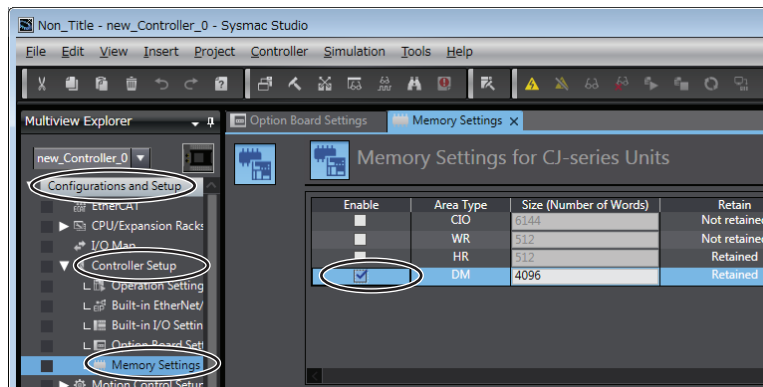 Non_Title - new_Controller_0 - Sysmac Studio
File Edit View Insert Project Controller Simulation Tools Help
Multiview Explorer
Option Board Settings Memory Settings
new_Controller_0
Memory Settings for CJ-series Units
Configurations and Setup
EtherCAT
CPU/Expansion Racks
I/O Map
Controller Setup
Operation Setting
Built-in EtherNet/
Built-in I/O Settin
Option Board Sett
Memory Settings
Motion Control Setup
Enable Area Type Size (Number of Words) Retain
CIO 6144 Not retaine
WR 512 Not retaine
HR 512 Retained
DM 4096 Retained